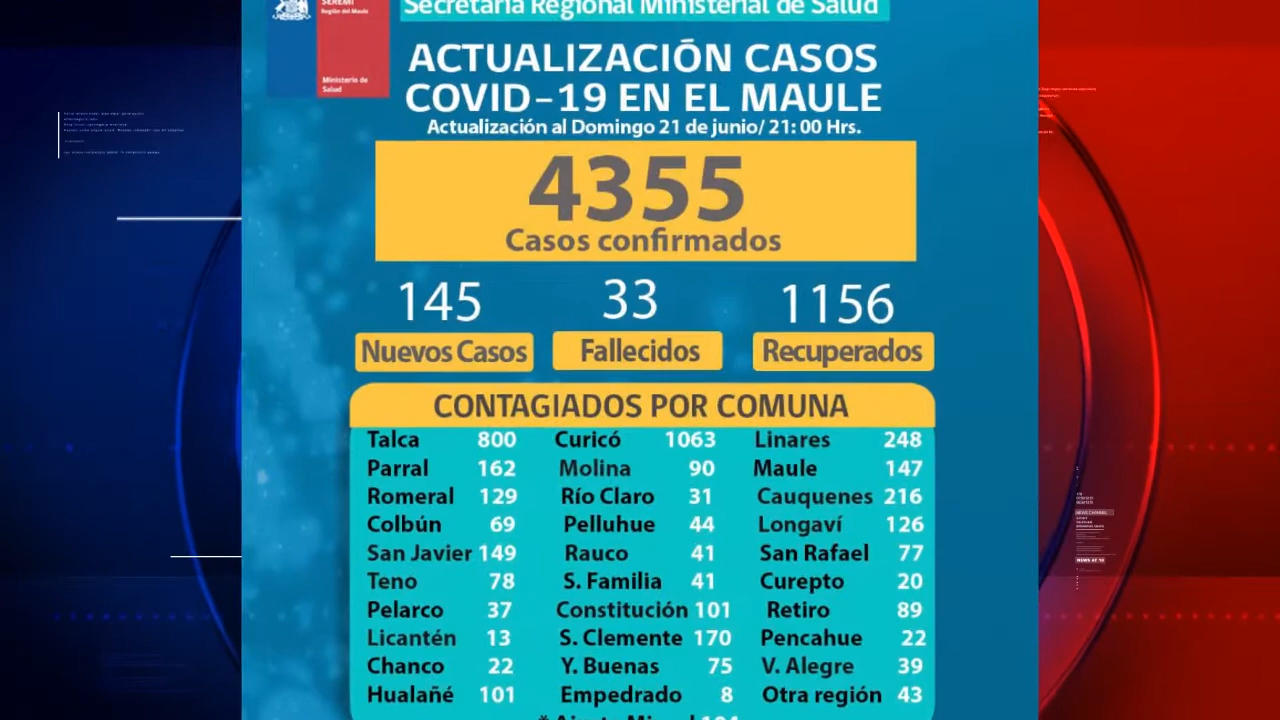 SEREMI
Región del Maule
Secretaría Regional Ministerial de Salud
Ministerio de
Salud
ACTUALIZACIÓN CASOS
COVID-19 EN EL MAULE
Actualización al Domingo 21 de junio/ 21: 00 Hrs.
4355
Casos confirmados
145 33 1156
Nuevos Casos Fallecidos Recuperados
CONTAGIADOS POR COMUNA
Talca 800 Curicó 1063 Linares 248
Parral 162 Molina 90 Maule 147
Romeral 129 Río Claro 31 Cauquenes 216
Colbún 69 Pelluhue 44 Longaví 126
San Javier 149 Rauco 41 San Rafael 77
Teno 78 S. Familia 41 Curepto 20
Pelarco 37 Constitución 101 Retiro 89
Licantén 13 S. Clemente 170 Pencahue 22
Chanco 22 Y. Buenas 75 V. Alegre 39
Hualañé 101 Empedrado 8 Otra región 43
NEWS CHANNEL
NEWS AT 10